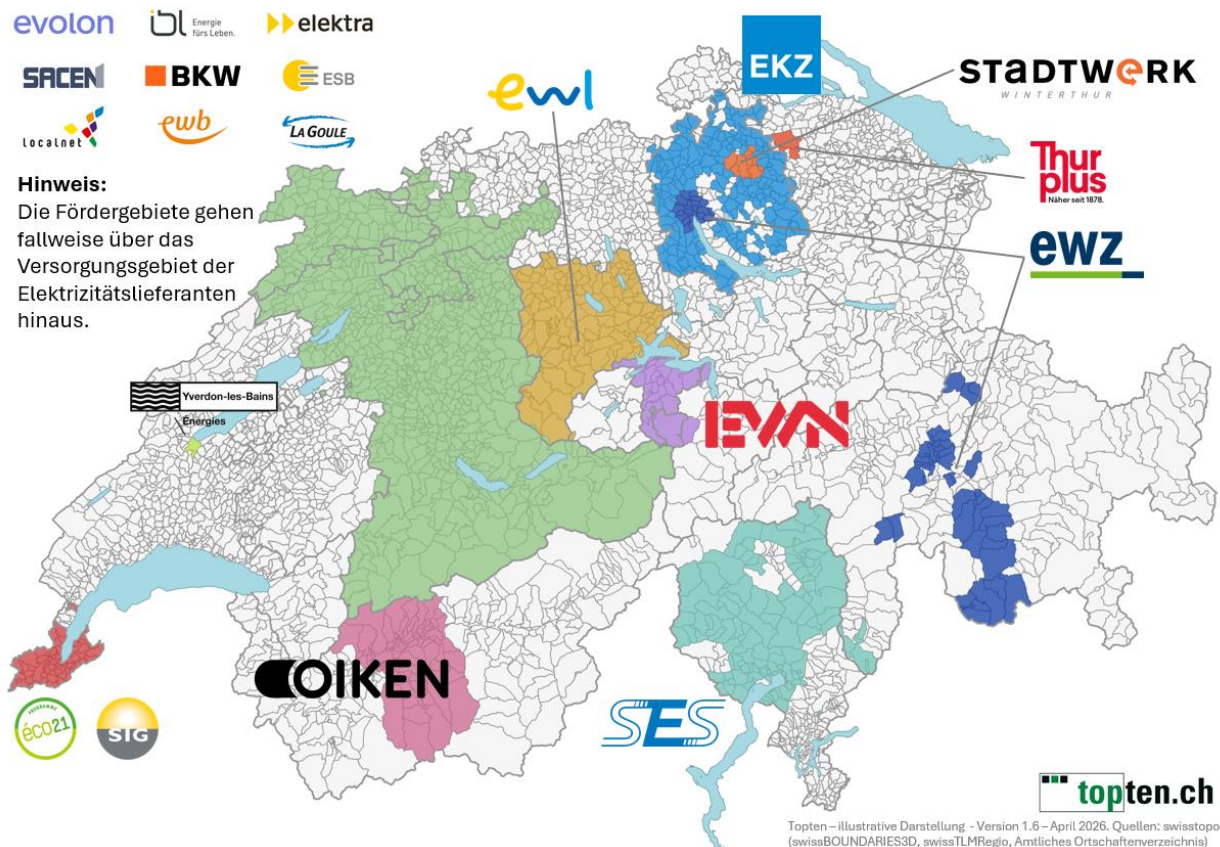 evolon
ibl Energie
fürs Leben.
elektra
SACEN
BKW
ESB
localnet
ewb
LA GOULE
Hinweis:
Die Fördergebiete gehen
fallweise über das
Versorgungsgebiet der
Elektrizitätslieferanten
hinaus.
ewl
EKZ
STADTWERK
WINTERTHUR
Thur
plus
Näher seit 1878.
ewz
Yverdon-les-Bains
Énergies
EWN
OIKEN
SES
PROGRAMME
éco21
SIG
topten.ch
Topten – illustrative Darstellung - Version 1.6 – April 2026. Quellen: swisstopo
(swissBOUNDARIES3D, swissTLMRegio, Amtliches Ortschaftenverzeichnis)